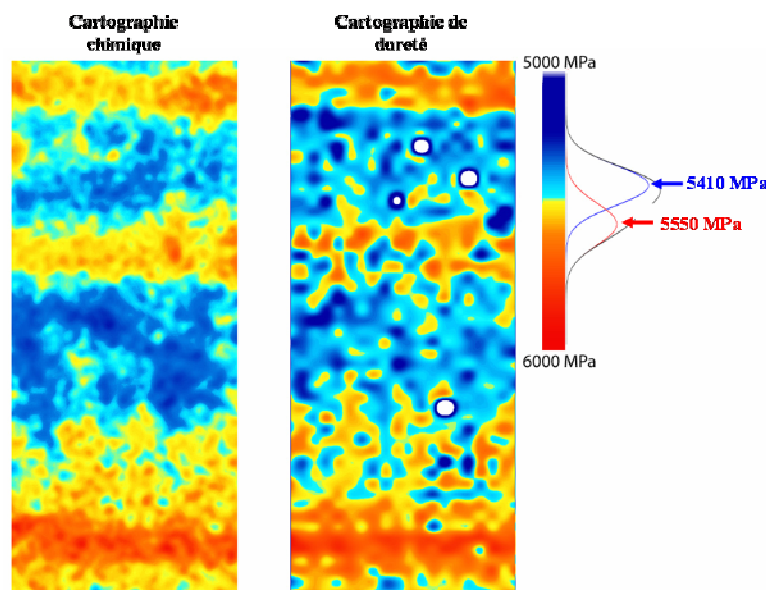 Cartographie
chimique
Cartographie de
dureté
5000 MPa
5410 MPa
5550 MPa
6000 MPa